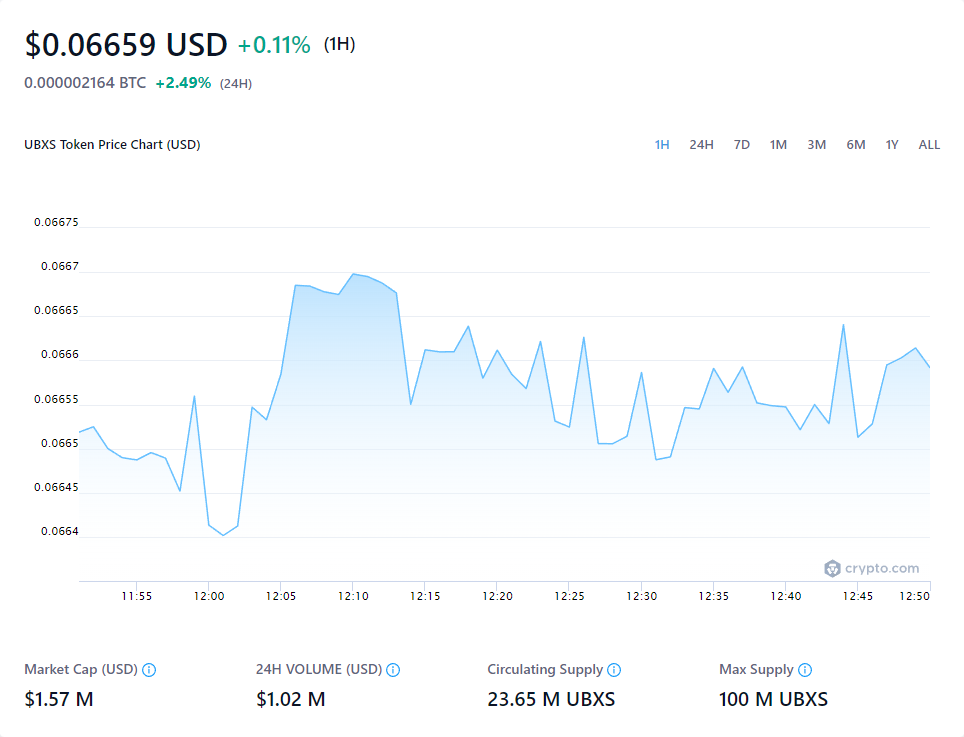 $0.06659 USD +0.11% (1H)
0.000002164 BTC +2.49% (24H)
UBXS Token Price Chart (USD)
1H 24H 7D 1M 3M 6M 1Y ALL
0.06675
0.0667
0.06665
0.0666
0.06655
0.0665
0.06645
0.0664
crypto.com
11:55 12:00 12:05 12:10 12:15 12:20 12:25 12:30 12:35 12:40 12:45 12:50
Market Cap (USD) 24H VOLUME (USD) Circulating Supply Max Supply
$1.57 M $1.02 M 23.65 M UBXS 100 M UBXS